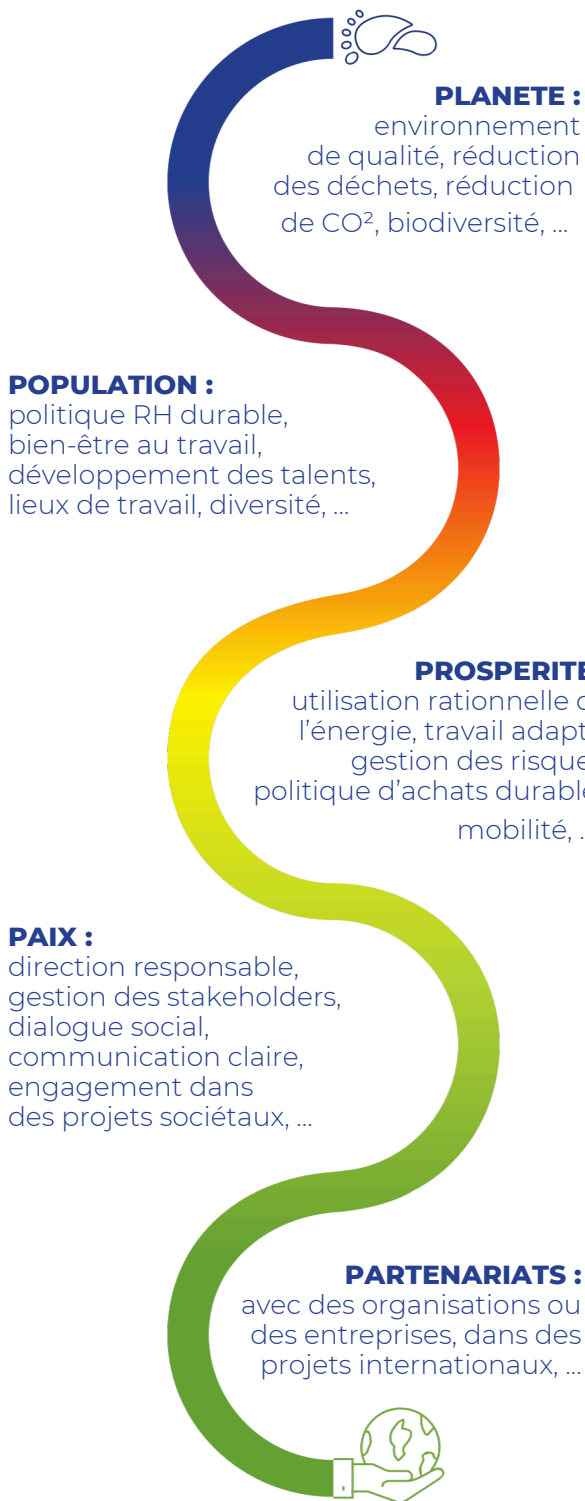 PLANETE :
environnement
de qualité, réduction
des déchets, réduction
de CO², biodiversité, ...
POPULATION :
politique RH durable,
bien-être au travail,
développement des talents,
lieux de travail, diversité, ...
PROSPERITE
utilisation rationnelle
l'énergie, travail
gestion des
politique d'achats
mobilité, ..
PAIX :
direction responsable,
gestion des stakeholders,
dialogue social,
communication claire,
engagement dans
des projets sociétaux, ...
PARTENARIATS :
avec des organisations ou
des entreprises, dans des
projets internationaux, ...